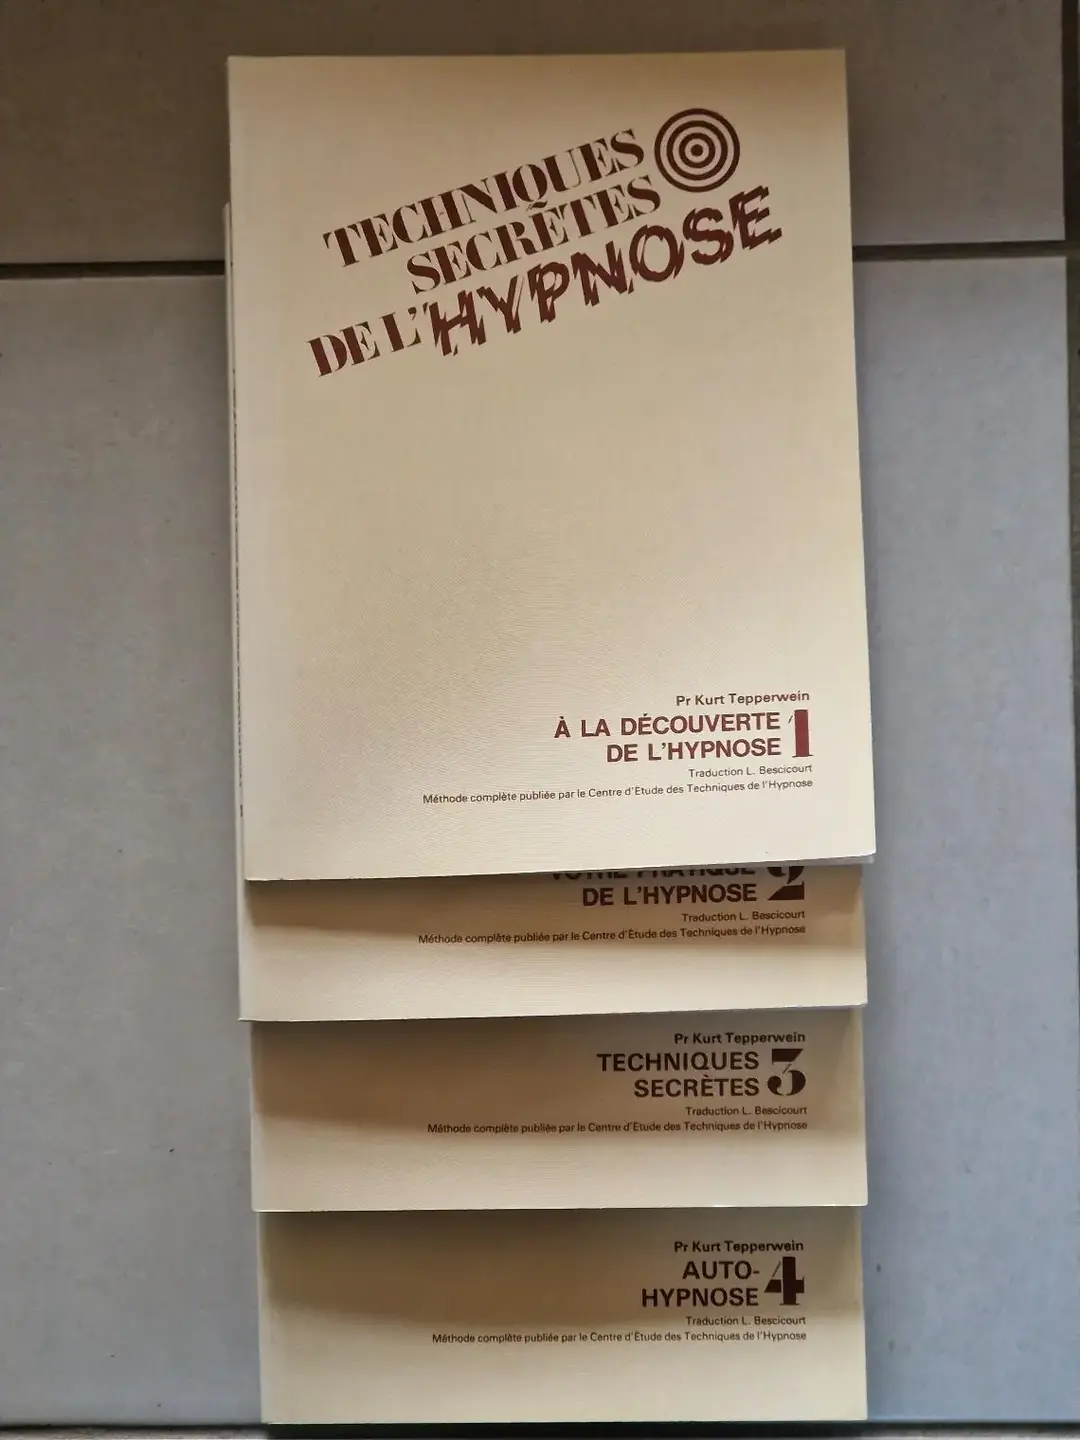 TECHNIQUES
SECRÈTES
DE L'HYPNOSE
Pr Kurt Tepperwein
À LA DÉCOUVERTE
DE L'HYPNOSE 1
Traduction L. Bescicourt
Méthode complète publiée par le Centre d'Etude des Techniques de l'Hypnose
VOTRE PRATIQUE
DE L'HYPNOSE 2
Traduction L. Bescicourt
Méthode complète publiée par le Centre d'Etude des Techniques de l'Hypnose
Pr Kurt Tepperwein
TECHNIQUES
SECRÈTES 3
Traduction L. Bescicourt
Méthode complète publiée par le Centre d'Etude des Techniques de l'Hypnose
Pr Kurt Tepperwein
AUTO-
HYPNOSE 4
Traduction L. Bescicourt
Méthode complète publiée par le Centre d'Etude des Techniques de l'Hypnose